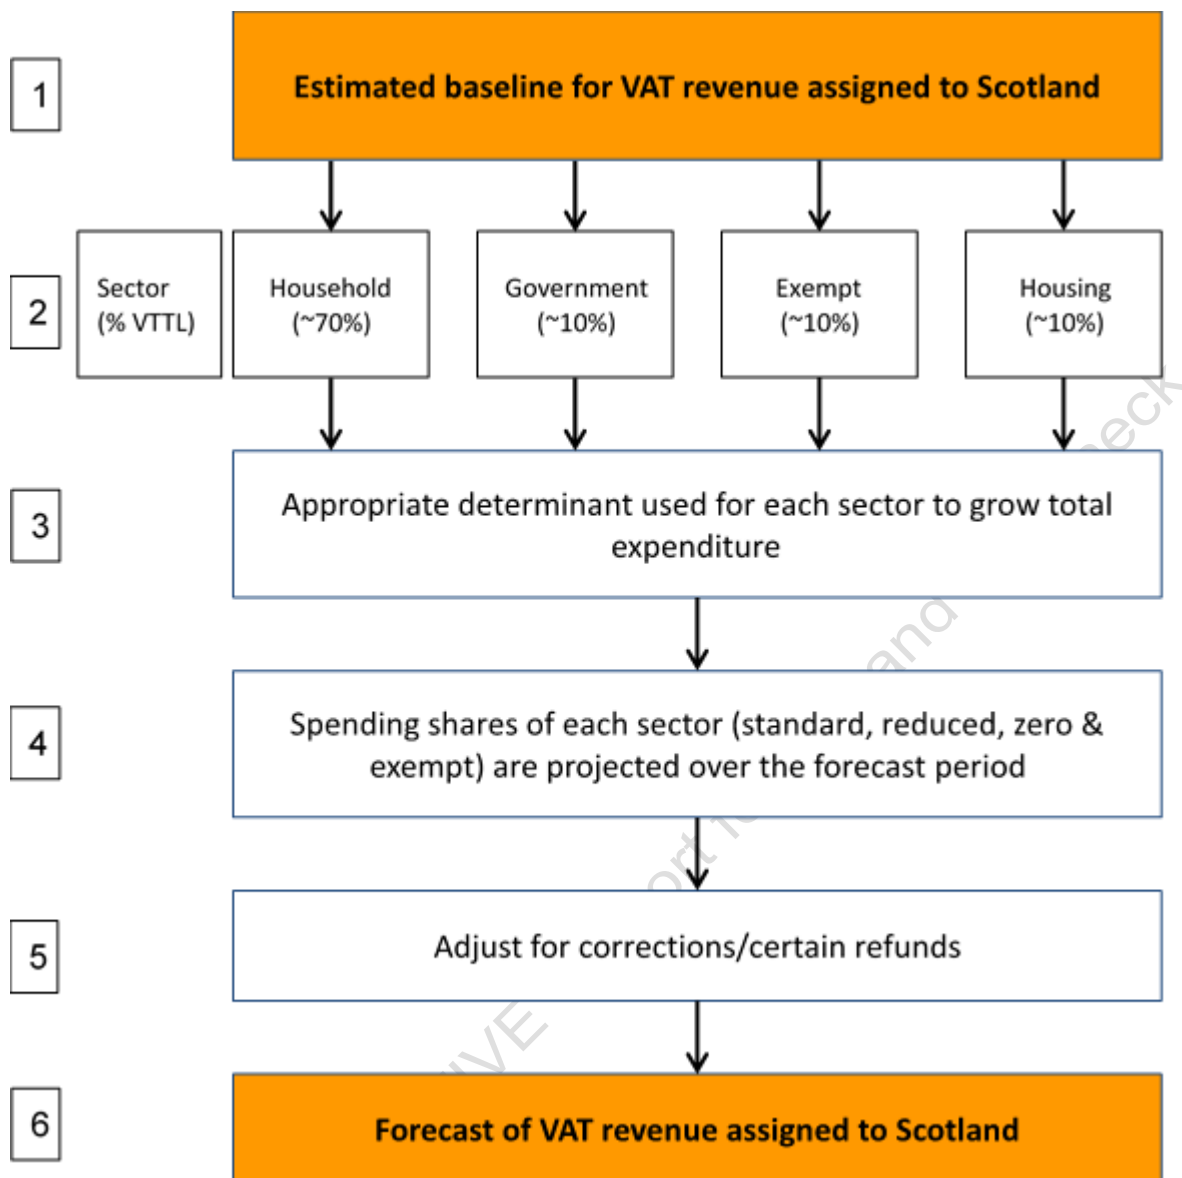 1
Estimated baseline for VAT revenue assigned to Scotland
2
Sector
(% VTTL)
Household
(~70%)
Government
(~10%)
Exempt
(~10%)
Housing
(~10%)
3
Appropriate determinant used for each sector to grow total
expenditure
4
Spending shares of each sector (standard, reduced, zero &
exempt) are projected over the forecast period
5
Adjust for corrections/certain refunds
6
Forecast of VAT revenue assigned to Scotland
and